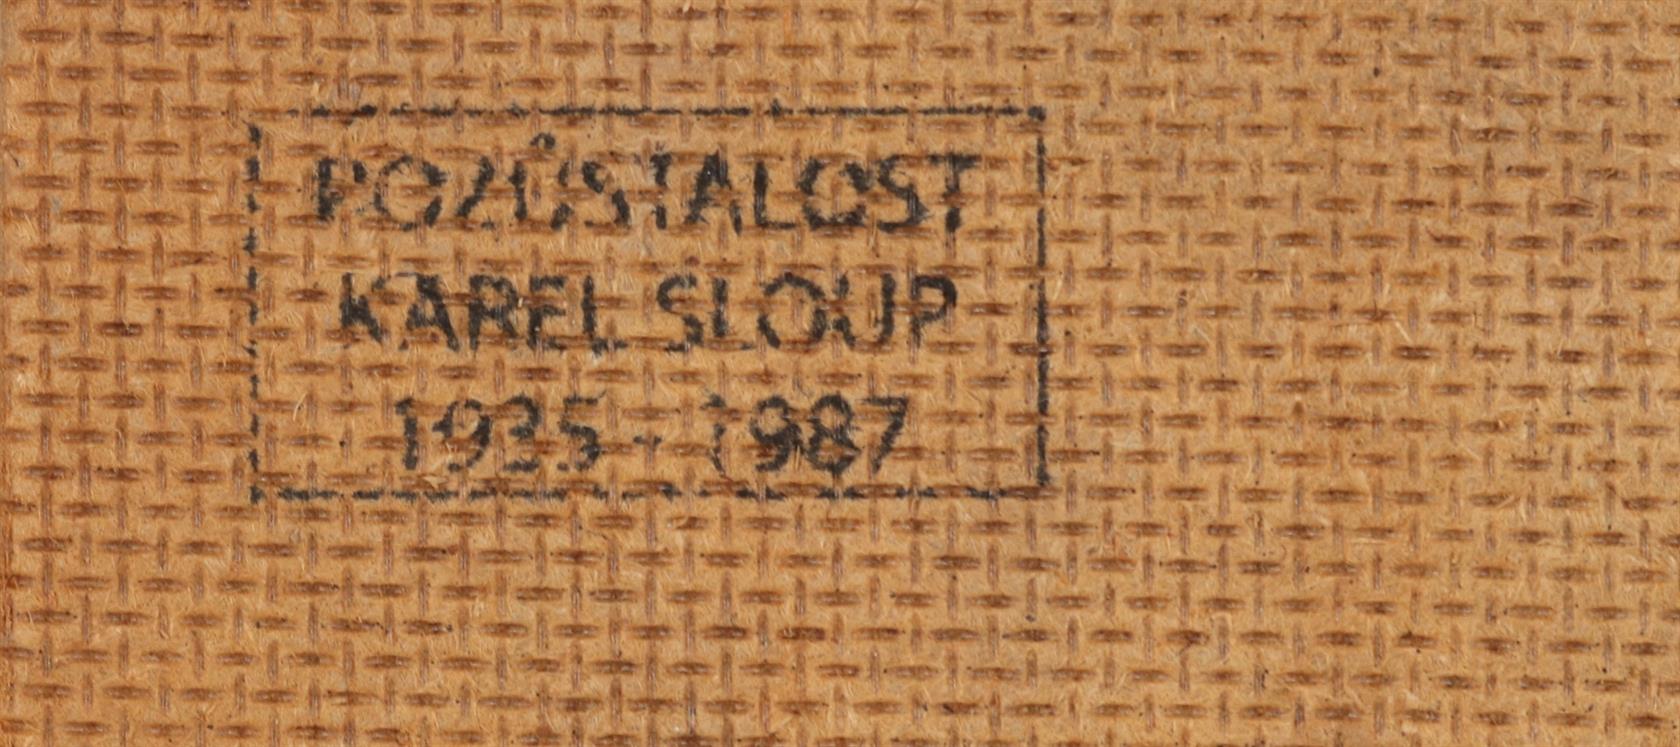 POZŮSTALOST
KAREL SLOUP
1935 - 1987